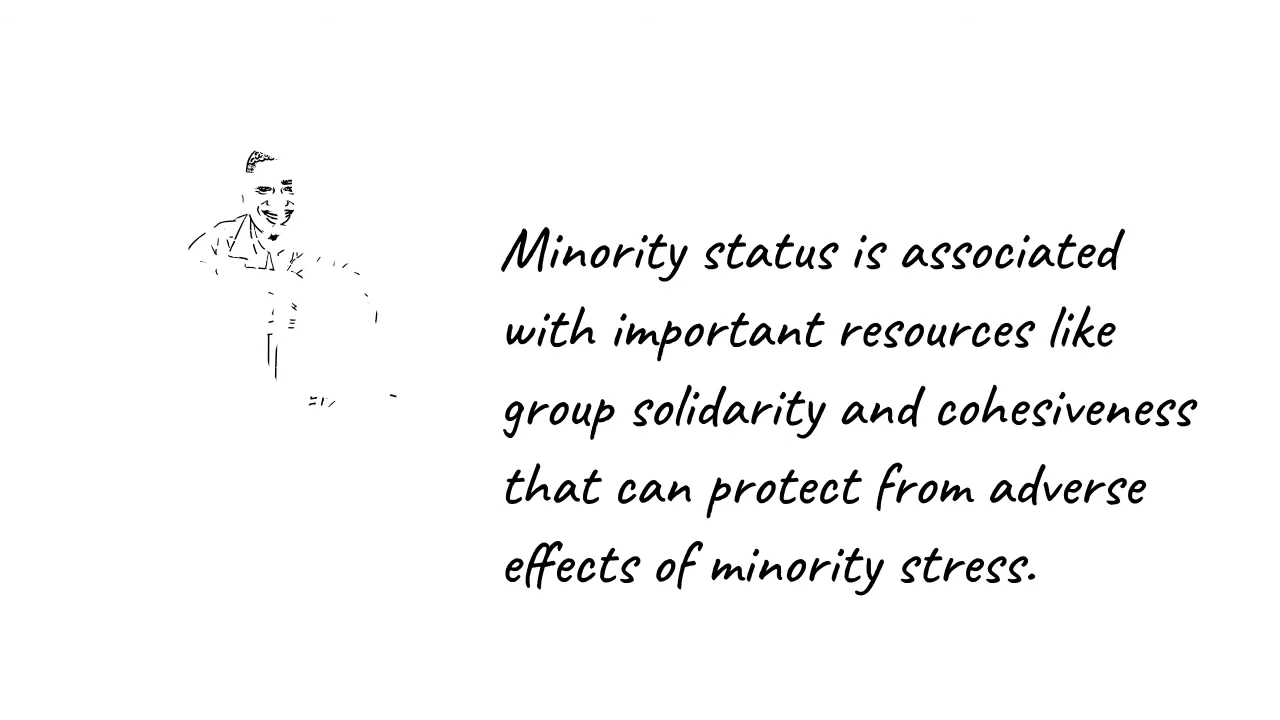 Minority status is associated
with important resources like
group solidarity and cohesiveness
that can protect from adverse
effects of minority stress.